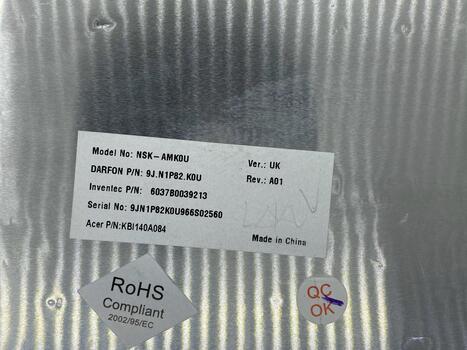 Model No: NSK-AMK0U Ver.: UK
DARFON P/N: 9J.N1P82.K0U Rev.: A01
Inventec P/N: 6037B0039213
Serial No: 9JN1P82K0U966S02560
Acer P/N:KBI140A084 Made in China
RoHS
Compliant
2002/95/EC
QC
OK